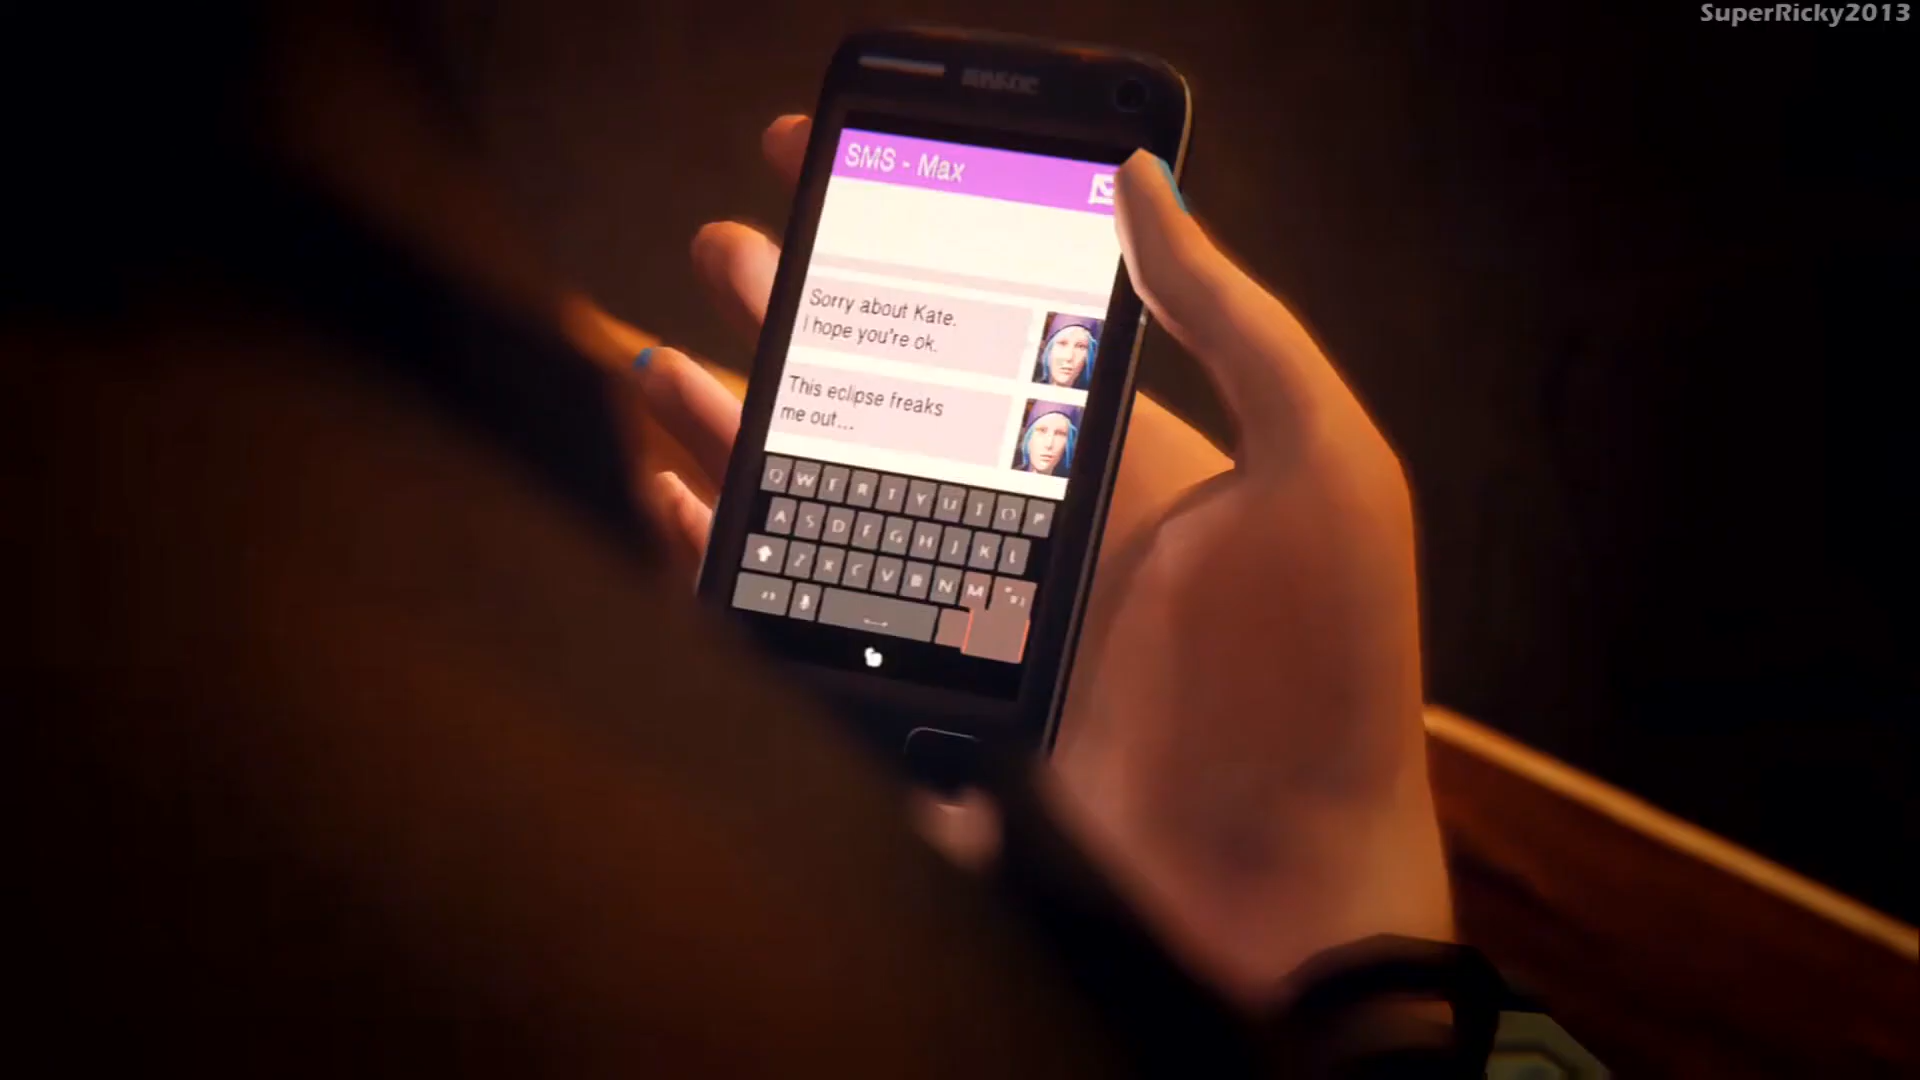 SuperRicky2013
SMS - Max
Sorry about Kate.
I hope you're ok.
This eclipse freaks
me out...
Q W E R T Y U I O P
A S D F G H J K L
Z X C V B N M